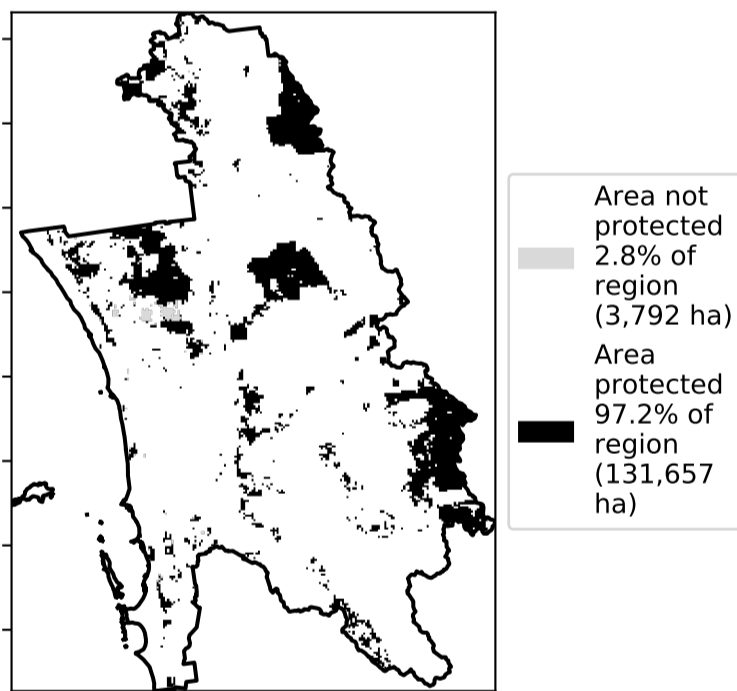 Area not
protected
2.8% of
region
(3,792 ha)
Area
protected
97.2% of
region
(131,657
ha)